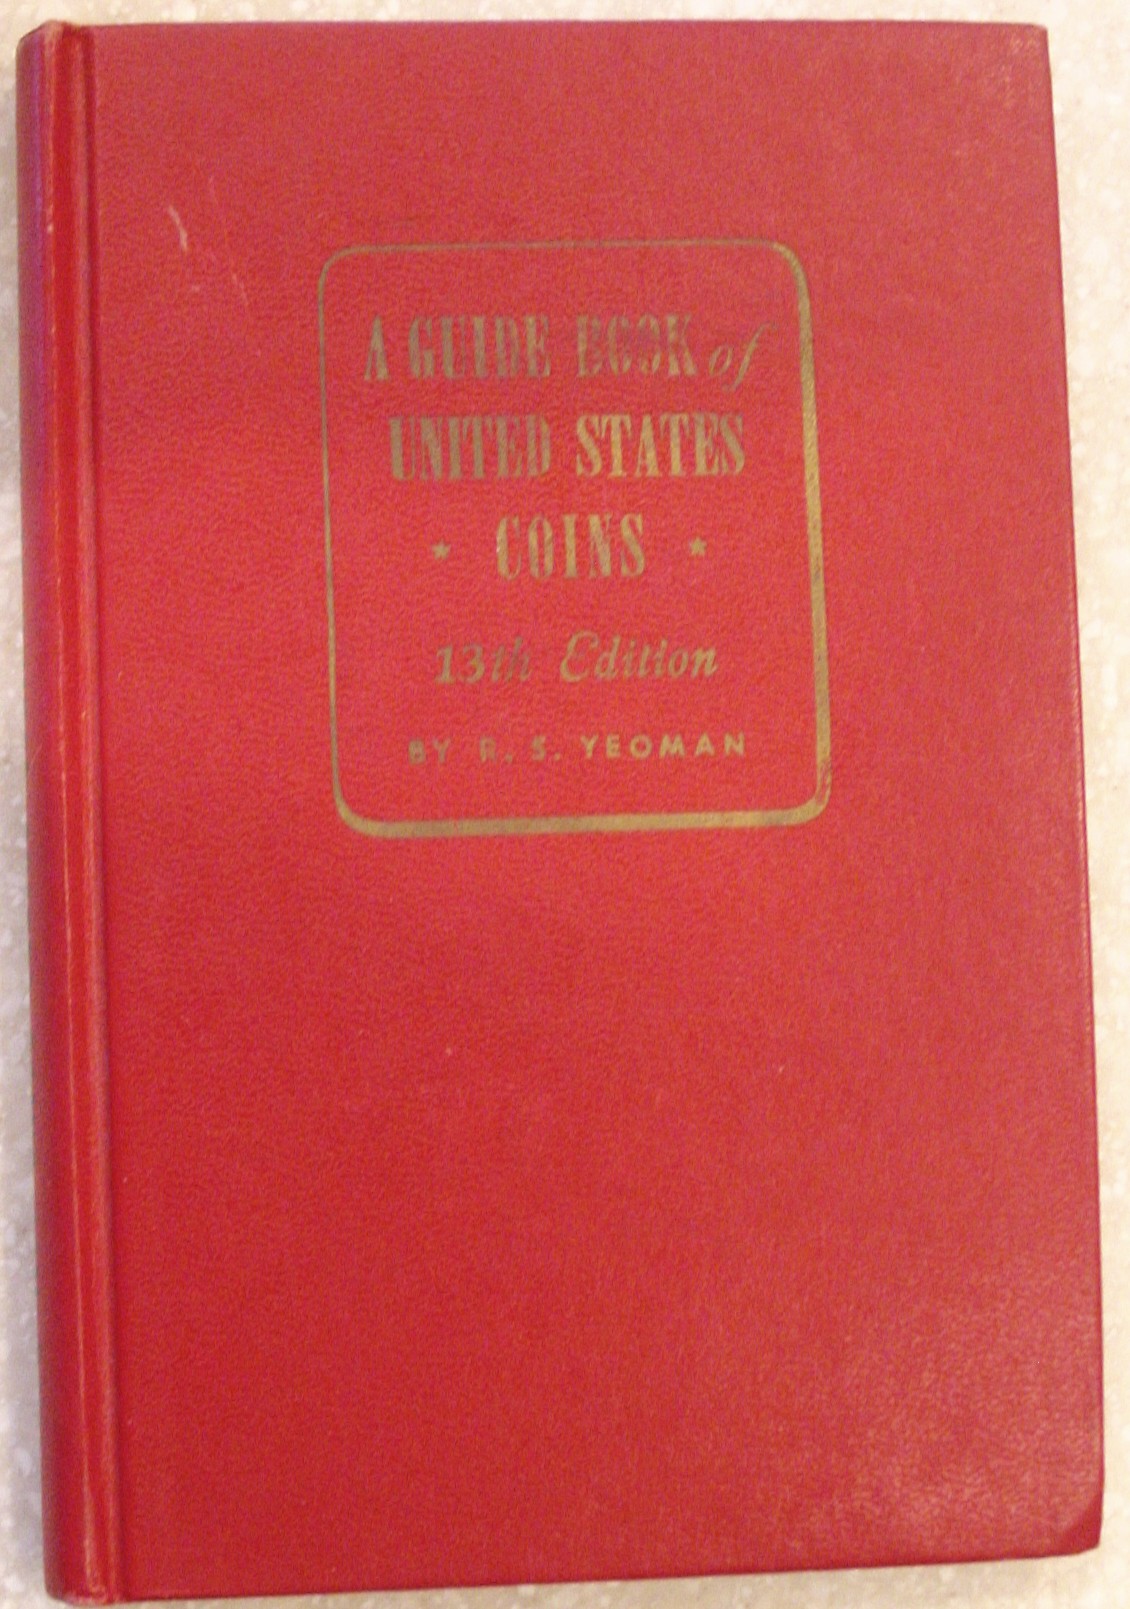 A GUIDE BOOK of
UNITED STATES
★ COINS ★
13th Edition
BY R. S. YEOMAN